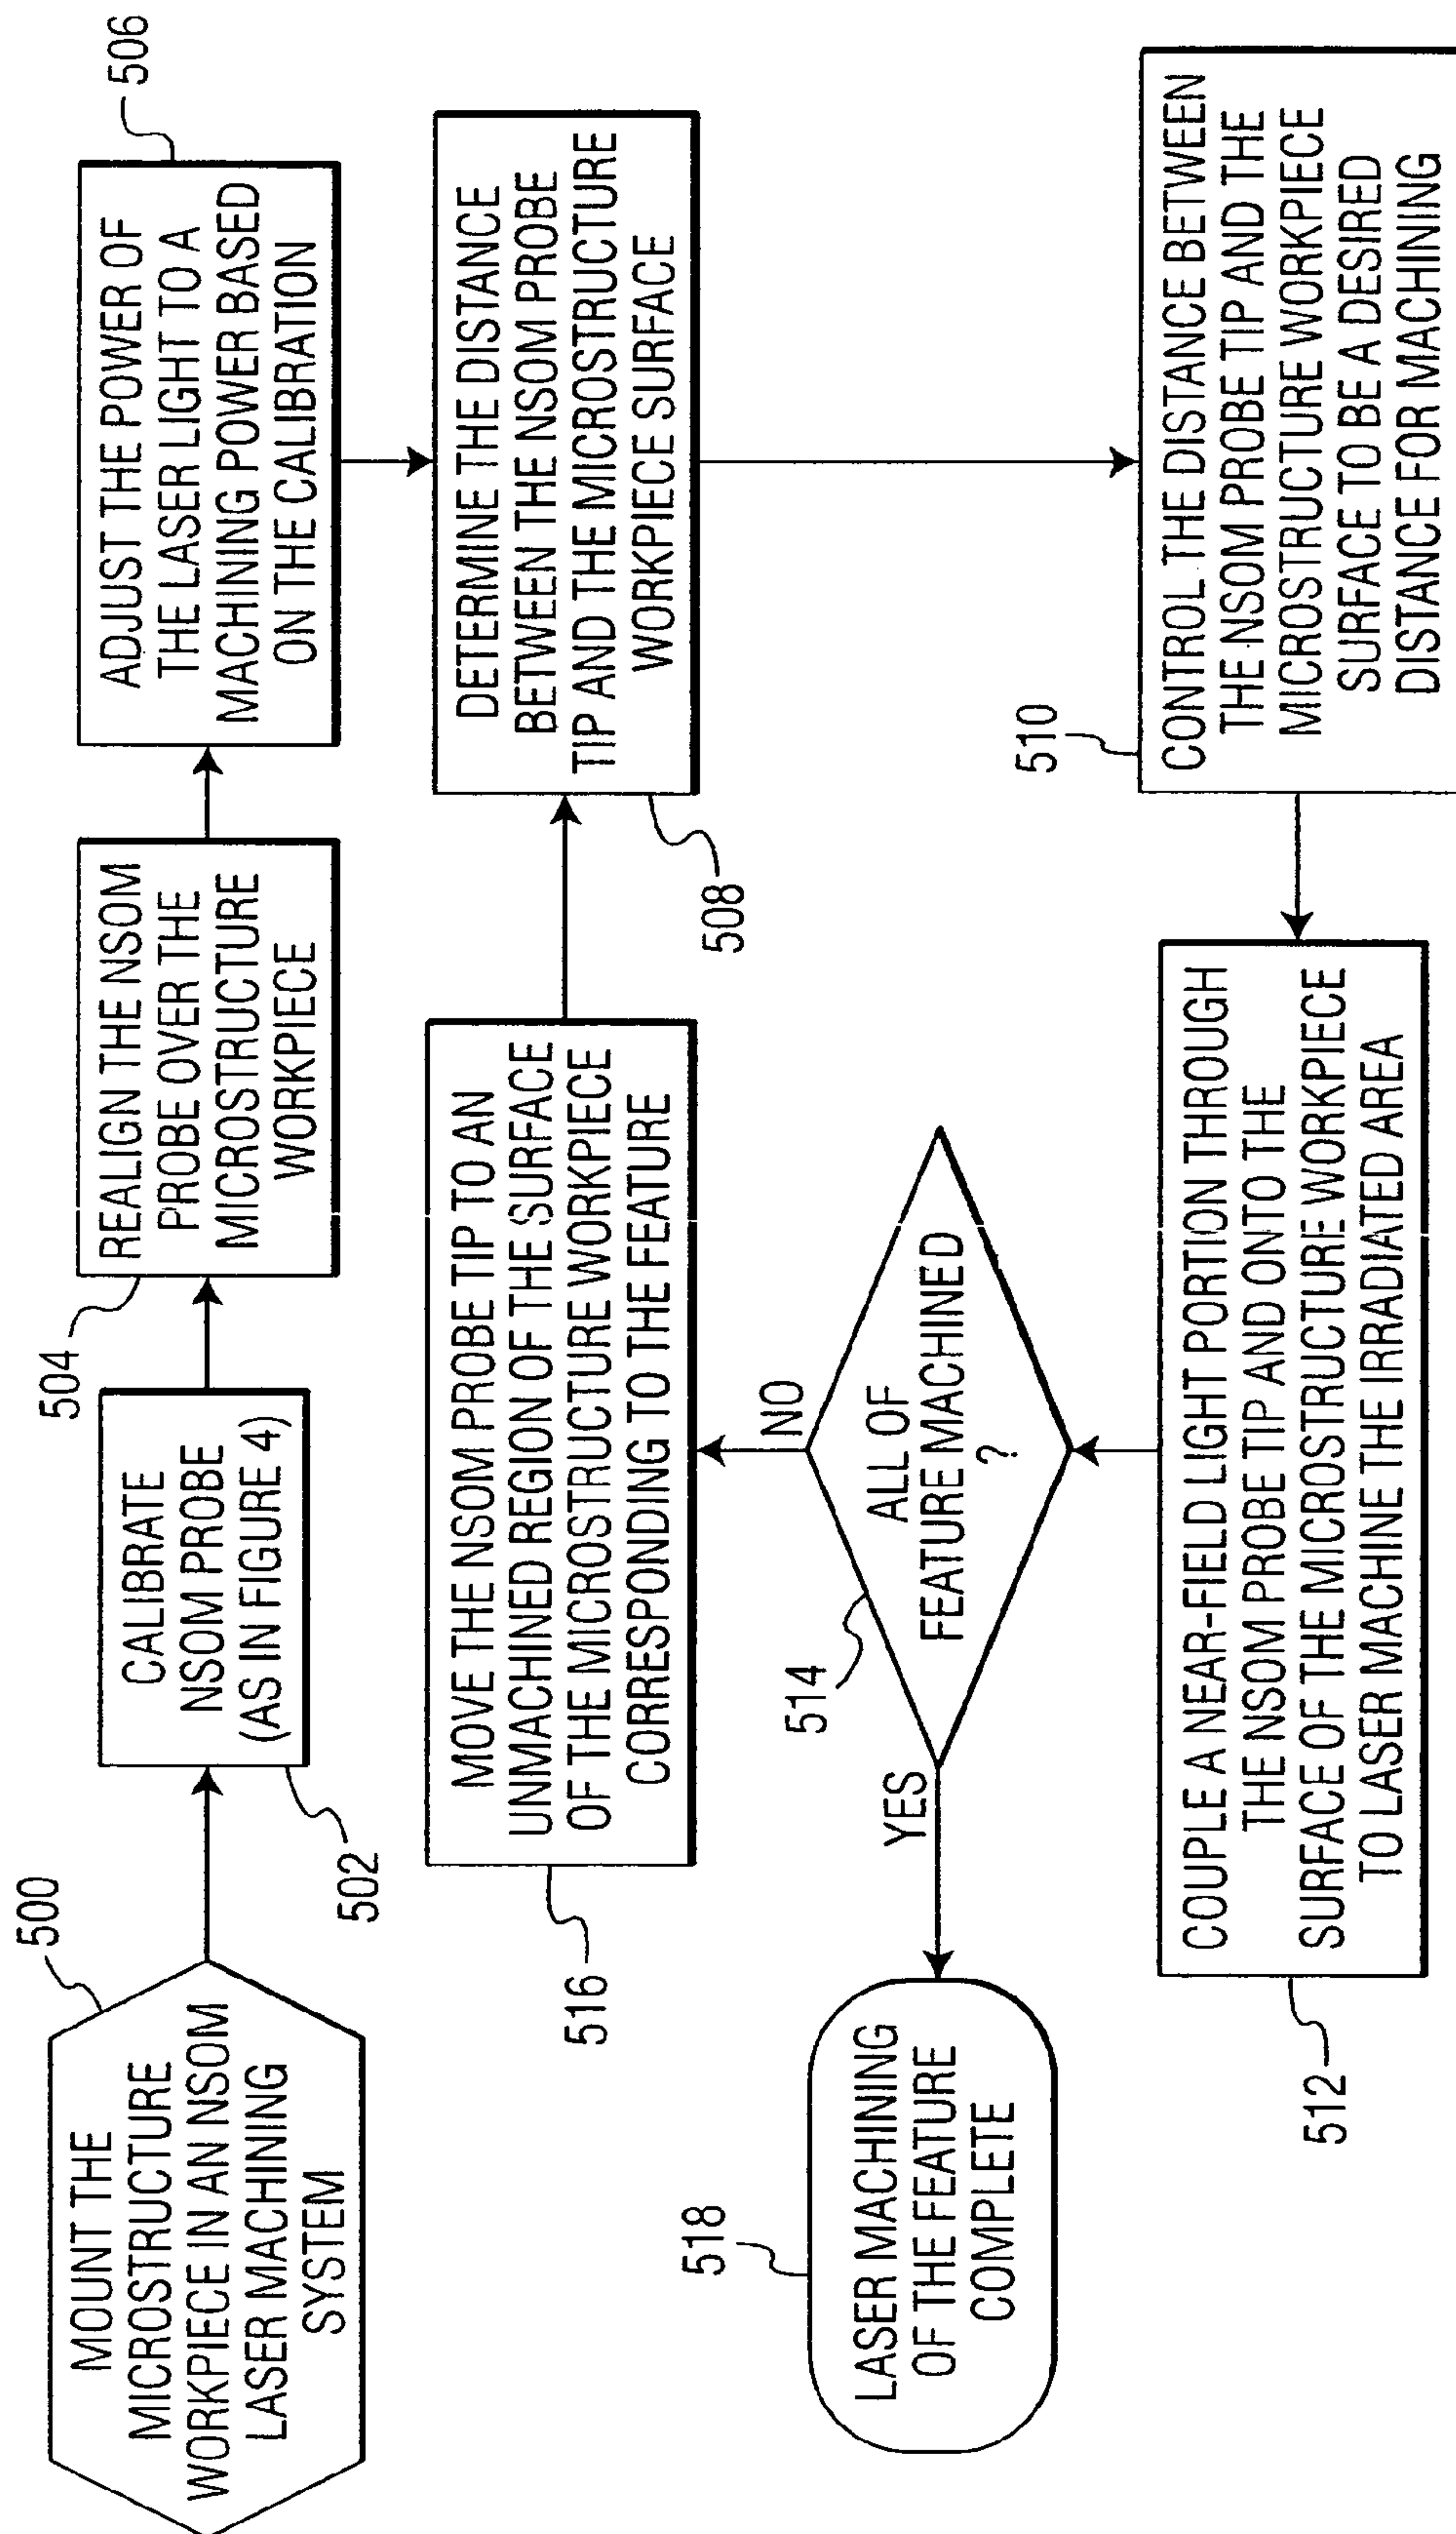 500
MOUNT THE
MICROSTRUCTURE
WORKPIECE IN AN NSOM
LASER MACHINING
SYSTEM
502
CALIBRATE
NSOM PROBE
(AS IN FIGURE 4)
504
REALIGN THE NSOM
PROBE OVER THE
MICROSTRUCTURE
WORKPIECE
506
ADJUST THE POWER OF
THE LASER LIGHT TO A
MACHINING POWER BASED
ON THE CALIBRATION
508
DETERMINE THE DISTANCE
BETWEEN THE NSOM PROBE
TIP AND THE MICROSTRUCTURE
WORKPIECE SURFACE
510
CONTROL THE DISTANCE BETWEEN
THE NSOM PROBE TIP AND THE
MICROSTRUCTURE WORKPIECE
SURFACE TO BE A DESIRED
DISTANCE FOR MACHINING
512
COUPLE A NEAR-FIELD LIGHT PORTION THROUGH
THE NSOM PROBE TIP AND ONTO THE
SURFACE OF THE MICROSTRUCTURE WORKPIECE
TO LASER MACHINE THE IRRADIATED AREA
514
ALL OF
FEATURE MACHINED
?
NO
YES
516
MOVE THE NSOM PROBE TIP TO AN
UNMACHINED REGION OF THE SURFACE
OF THE MICROSTRUCTURE WORKPIECE
CORRESPONDING TO THE FEATURE
518
LASER MACHINING
OF THE FEATURE
COMPLETE